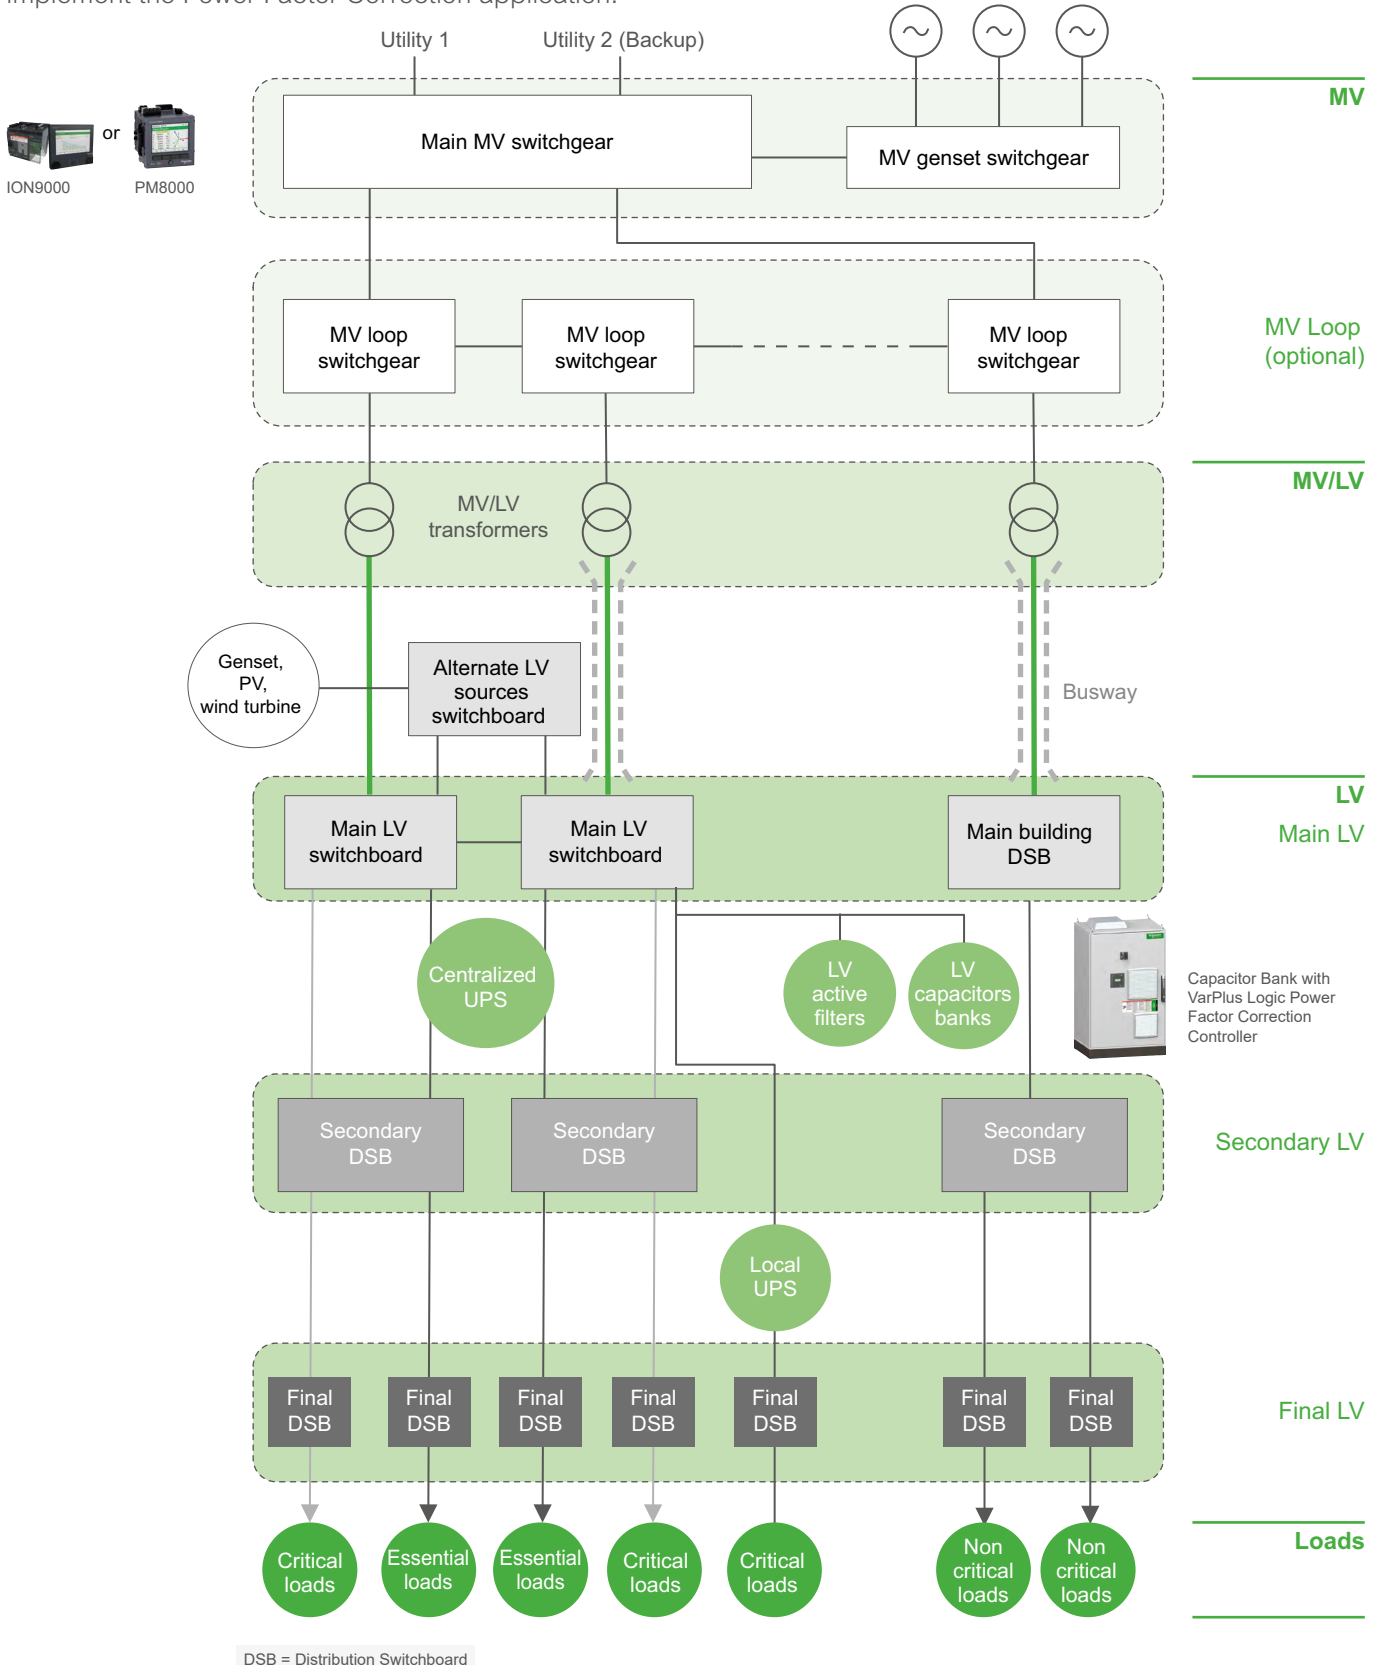 implement the Power Factor Correction application.
Utility 1
Utility 2 (Backup)
MV
Main MV switchgear
MV genset switchgear
or
ION9000
PM8000
MV loop
switchgear
MV loop
switchgear
MV loop
switchgear
MV Loop
(optional)
MV/LV
transformers
MV/LV
Genset,
PV,
wind turbine
Alternate LV
sources
switchboard
Busway
LV
Main LV
Main LV
switchboard
Main LV
switchboard
Main building
DSB
Centralized
UPS
LV
active
filters
LV
capacitors
banks
Capacitor Bank with
VarPlus Logic Power
Factor Correction
Controller
Secondary
DSB
Secondary
DSB
Secondary
DSB
Secondary LV
Local
UPS
Final
DSB
Final
DSB
Final
DSB
Final
DSB
Final
DSB
Final
DSB
Final
DSB
Final LV
Critical
loads
Essential
loads
Essential
loads
Critical
loads
Critical
loads
Non
critical
loads
Non
critical
loads
Loads
DSB = Distribution Switchboard